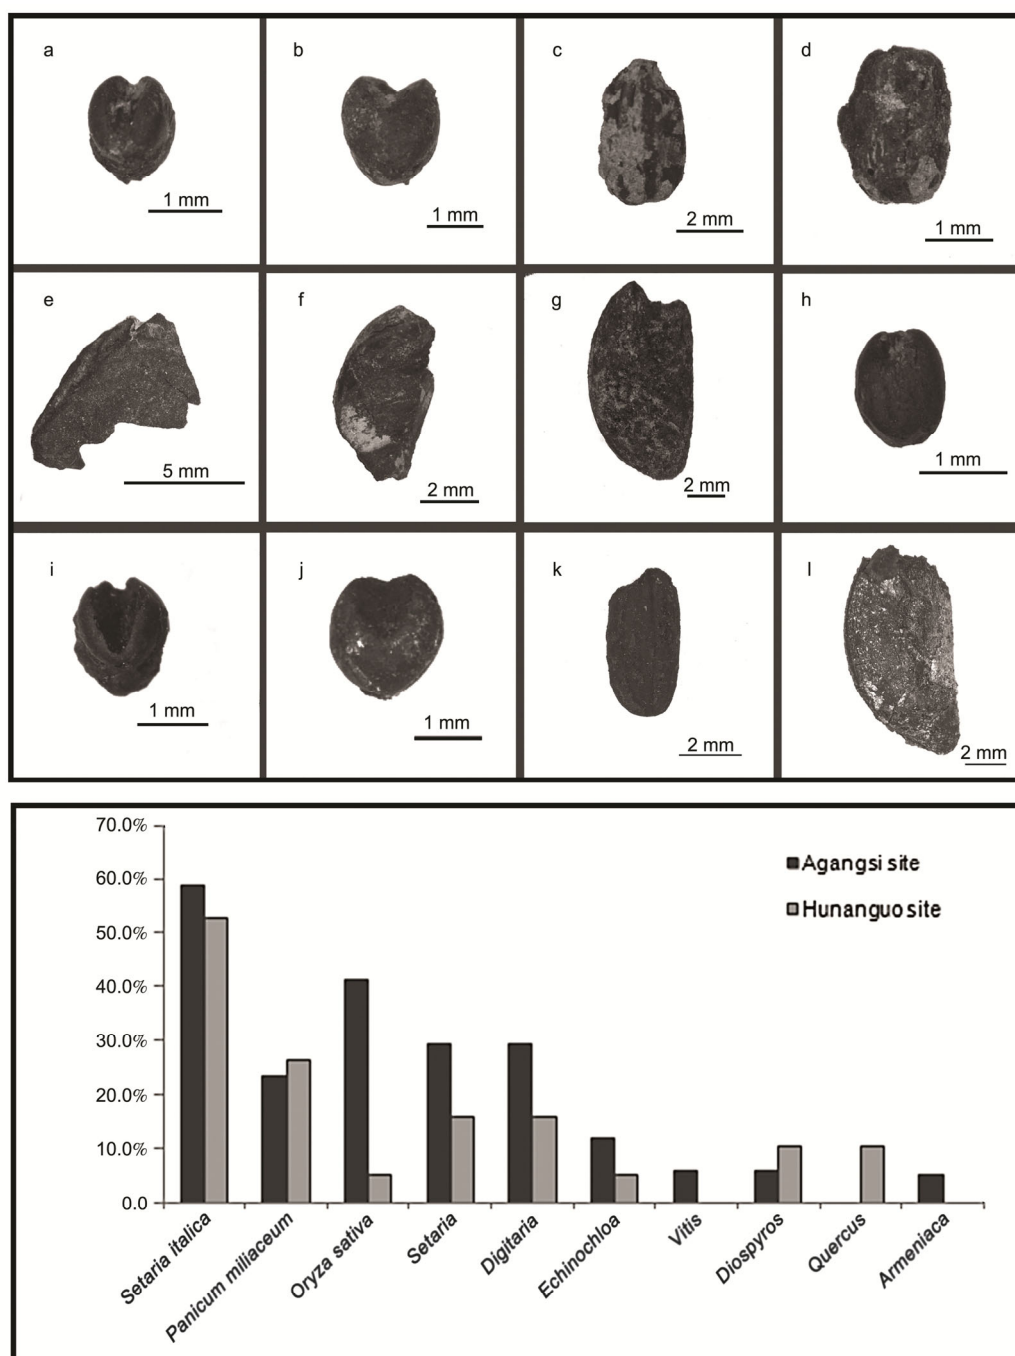 a
b
c
d
1 mm
1 mm
2 mm
1 mm
e
f
g
h
5 mm
2 mm
2 mm
1 mm
i
j
k
l
1 mm
1 mm
2 mm
2 mm
70.0%
60.0%
50.0%
40.0%
30.0%
20.0%
10.0%
0.0
Agangsi site
Hunanguo site
Setaria italica
Panicum miliaceum
Oryza sativa
Setaria
Digitaria
Echinochloa
Vitis
Diospyros
Quercus
Armeniaca